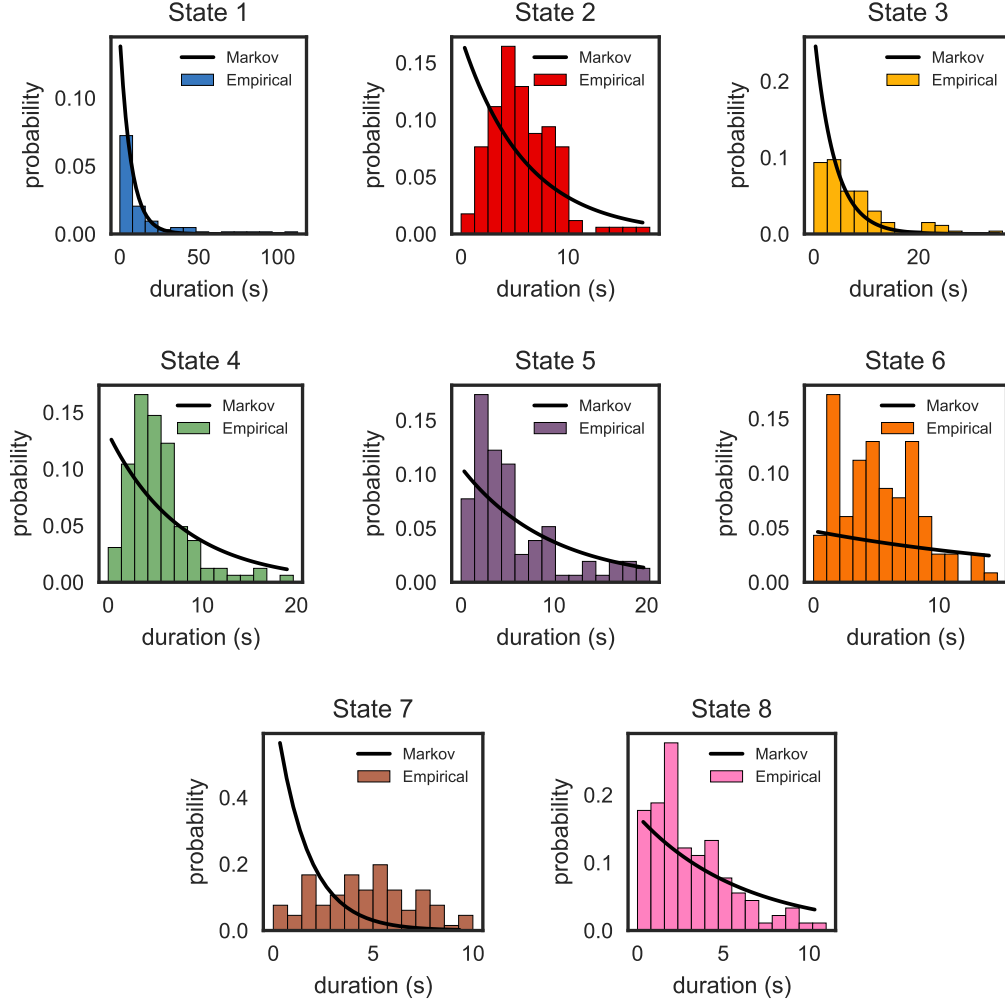 State 1
State 2
State 3
Markov
Empirical
Markov
Empirical
Markov
Empirical
probability
0.10
0.05
0.00
0
50
100
duration (s)
probability
0.15
0.10
0.05
0.00
0
10
duration (s)
probability
0.2
0.1
0.0
0
20
duration (s)
State 4
State 5
State 6
Markov
Empirical
Markov
Empirical
Markov
Empirical
probability
0.15
0.10
0.05
0.00
0
10
20
duration (s)
probability
0.15
0.10
0.05
0.00
0
10
20
duration (s)
probability
0.15
0.10
0.05
0.00
0
10
duration (s)
State 7
State 8
Markov
Empirical
Markov
Empirical
probability
0.4
0.2
0.0
0
5
10
duration (s)
probability
0.2
0.1
0.0
0
5
10
duration (s)